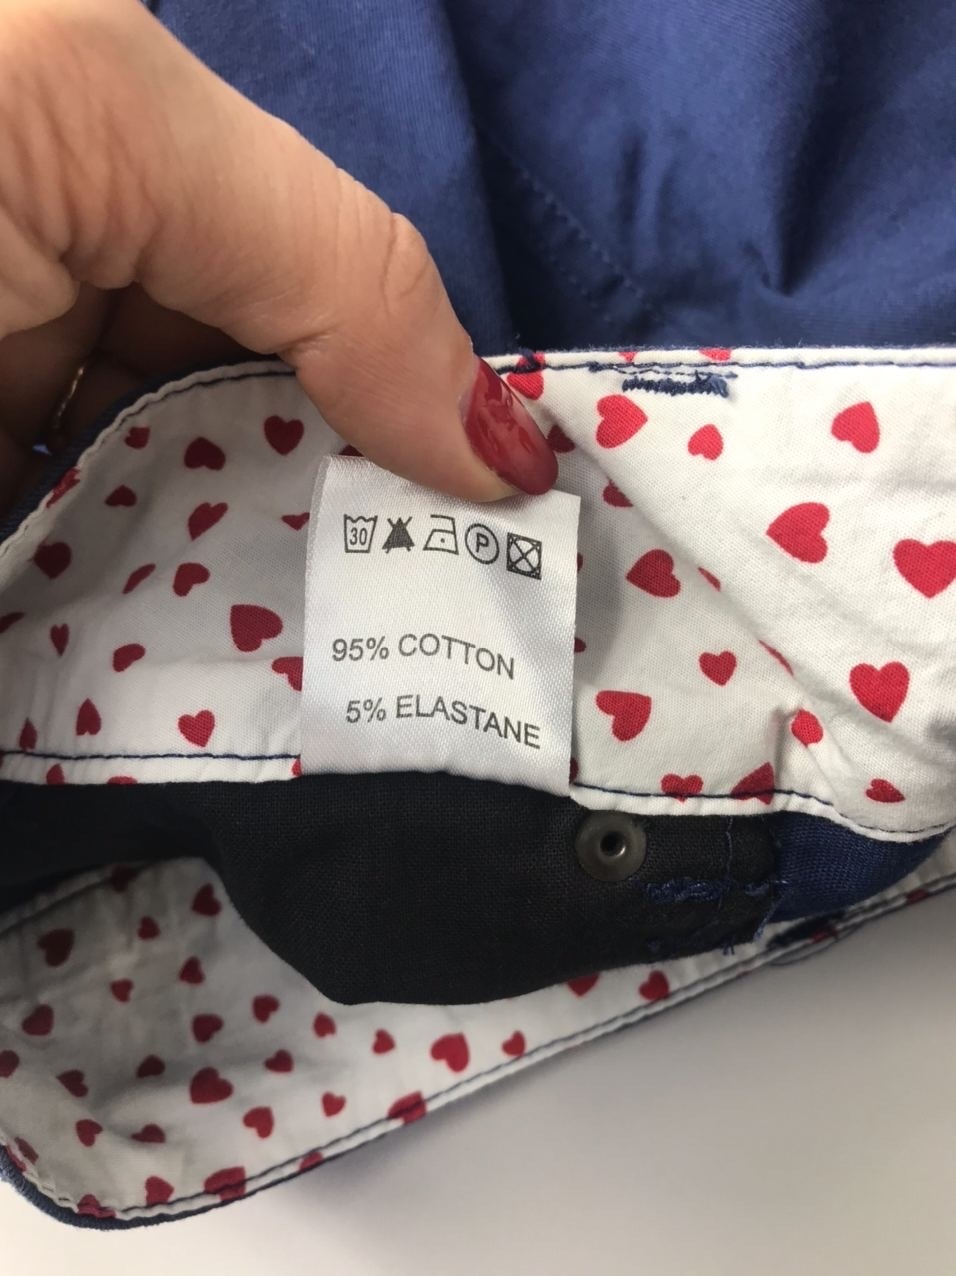 30 P
95% COTTON
5% ELASTANE